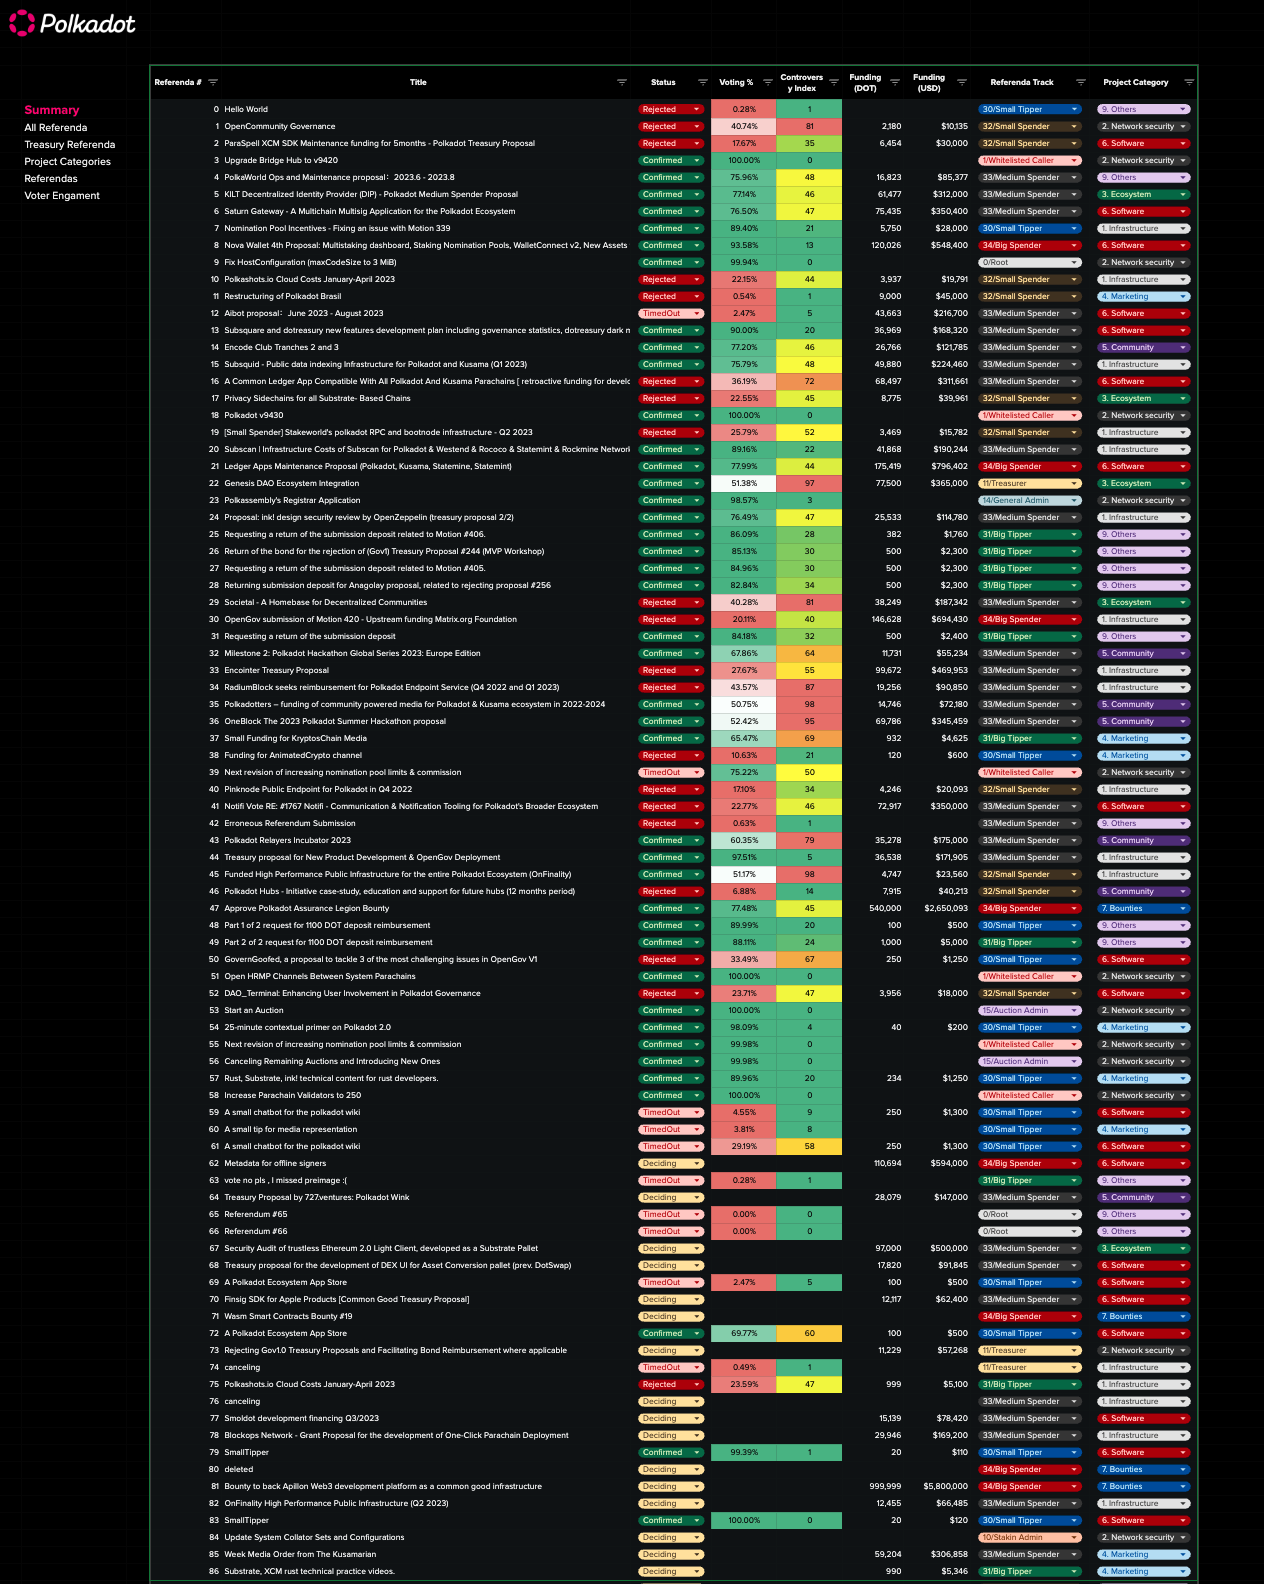 Polkadot
Summary
All Referenda
Treasury Referenda
Project Categories
Referendas
Voter Engament
Referenda # Title Status Voting % Controversy Index Funding (DOT) Funding (USD) Referenda Track Project Category
0 Hello World Rejected 0.28% 1 30/Small Tipper 9. Others
1 OpenCommunity Governance Rejected 40.74% 81 2,180 $10,135 32/Small Spender 2. Network security
2 ParaSpell XCM SDK Maintenance funding for 5months - Polkadot Treasury Proposal Rejected 17.67% 35 6,454 $30,000 32/Small Spender 6. Software
3 Upgrade Bridge Hub to v9420 Confirmed 100.00% 0 1/Whitelisted Caller 2. Network security
4 PolkaWorld Ops and Maintenance proposal：2023.6 - 2023.8 Confirmed 75.96% 48 16,823 $85,377 33/Medium Spender 9. Others
5 KILT Decentralized Identity Provider (DIP) - Polkadot Medium Spender Proposal Confirmed 77.14% 46 61,477 $312,000 33/Medium Spender 3. Ecosystem
6 Saturn Gateway - A Multichain Multisig Application for the Polkadot Ecosystem Confirmed 76.50% 47 75,435 $350,400 33/Medium Spender 6. Software
7 Nomination Pool Incentives - Fixing an issue with Motion 339 Confirmed 89.40% 21 5,750 $28,000 30/Small Tipper 1. Infrastructure
8 Nova Wallet 4th Proposal: Multistaking dashboard, Staking Nomination Pools, WalletConnect v2, New Assets Confirmed 93.58% 13 120,026 $548,400 34/Big Spender 6. Software
9 Fix HostConfiguration (maxCodeSize to 3 MiB) Confirmed 99.94% 0 0/Root 2. Network security
10 Polkashots.io Cloud Costs January-April 2023 Rejected 22.15% 44 3,937 $19,791 32/Small Spender 1. Infrastructure
11 Restructuring of Polkadot Brasil Rejected 0.54% 1 9,000 $45,000 32/Small Spender 4. Marketing
12 Aibot proposal：June 2023 - August 2023 TimedOut 2.47% 5 43,663 $216,700 33/Medium Spender 6. Software
13 Subsquare and dotreasury new features development plan including governance statistics, dotreasury dark m Confirmed 90.00% 20 36,969 $168,320 33/Medium Spender 6. Software
14 Encode Club Tranches 2 and 3 Confirmed 77.20% 46 26,766 $121,785 33/Medium Spender 5. Community
15 Subsquid - Public data indexing Infrastructure for Polkadot and Kusama (Q1 2023) Confirmed 75.79% 48 49,880 $224,460 33/Medium Spender 1. Infrastructure
16 A Common Ledger App Compatible With All Polkadot And Kusama Parachains [ retroactive funding for develo Rejected 36.19% 72 68,497 $311,661 33/Medium Spender 6. Software
17 Privacy Sidechains for all Substrate- Based Chains Rejected 22.55% 45 8,775 $39,961 32/Small Spender 3. Ecosystem
18 Polkadot v9430 Confirmed 100.00% 0 1/Whitelisted Caller 2. Network security
19 [Small Spender] Stakeworld's polkadot RPC and bootnode infrastructure - Q2 2023 Rejected 25.79% 52 3,469 $15,782 32/Small Spender 1. Infrastructure
20 Subscan | Infrastructure Costs of Subscan for Polkadot & Westend & Rococo & Statemint & Rockmine Network Confirmed 89.16% 22 41,868 $190,244 33/Medium Spender 1. Infrastructure
21 Ledger Apps Maintenance Proposal (Polkadot, Kusama, Statemine, Statemint) Confirmed 77.99% 44 175,419 $796,402 34/Big Spender 6. Software
22 Genesis DAO Ecosystem Integration Confirmed 51.38% 97 77,500 $365,000 11/Treasurer 3. Ecosystem
23 Polkassembly's Registrar Application Confirmed 98.57% 3 14/General Admin 2. Network security
24 Proposal: ink! design security review by OpenZeppelin (treasury proposal 2/2) Confirmed 76.49% 47 25,533 $114,780 33/Medium Spender 1. Infrastructure
25 Requesting a return of the submission deposit related to Motion #406. Confirmed 86.09% 28 382 $1,760 31/Big Tipper 9. Others
26 Return of the bond for the rejection of (Gov1) Treasury Proposal #244 (MVP Workshop) Confirmed 85.13% 30 500 $2,300 31/Big Tipper 9. Others
27 Requesting a return of the submission deposit related to Motion #405. Confirmed 84.96% 30 500 $2,300 31/Big Tipper 9. Others
28 Returning submission deposit for Anagolay proposal, related to rejecting proposal #256 Confirmed 82.84% 34 500 $2,300 31/Big Tipper 9. Others
29 Societal - A Homebase for Decentralized Communities Rejected 40.28% 81 38,249 $187,342 33/Medium Spender 3. Ecosystem
30 OpenGov submission of Motion 420 - Upstream funding Matrix.org Foundation Rejected 20.11% 40 146,628 $694,430 34/Big Spender 1. Infrastructure
31 Requesting a return of the submission deposit Confirmed 84.18% 32 500 $2,400 31/Big Tipper 9. Others
32 Milestone 2: Polkadot Hackathon Global Series 2023: Europe Edition Confirmed 67.86% 64 11,731 $55,234 33/Medium Spender 5. Community
33 Encointer Treasury Proposal Rejected 27.67% 55 99,672 $469,953 33/Medium Spender 1. Infrastructure
34 RadiumBlock seeks reimbursement for Polkadot Endpoint Service (Q4 2022 and Q1 2023) Rejected 43.57% 87 19,256 $90,850 33/Medium Spender 1. Infrastructure
35 Polkadotters – funding of community powered media for Polkadot & Kusama ecosystem in 2022-2024 Confirmed 50.75% 98 14,746 $72,180 33/Medium Spender 5. Community
36 OneBlock The 2023 Polkadot Summer Hackathon proposal Confirmed 52.42% 95 69,786 $345,459 33/Medium Spender 5. Community
37 Small Funding for KryptosChain Media Confirmed 65.47% 69 932 $4,625 31/Big Tipper 4. Marketing
38 Funding for AnimatedCrypto channel Rejected 10.63% 21 120 $600 30/Small Tipper 4. Marketing
39 Next revision of increasing nomination pool limits & commission TimedOut 75.22% 50 1/Whitelisted Caller 2. Network security
40 Pinknode Public Endpoint for Polkadot in Q4 2022 Rejected 17.10% 34 4,246 $20,093 32/Small Spender 1. Infrastructure
41 Notifi Vote RE: #1767 Notifi - Communication & Notification Tooling for Polkadot's Broader Ecosystem Rejected 22.77% 46 72,917 $350,000 33/Medium Spender 6. Software
42 Erroneous Referendum Submission Rejected 0.63% 1 33/Medium Spender 9. Others
43 Polkadot Relayers Incubator 2023 Confirmed 60.35% 79 35,278 $175,000 33/Medium Spender 5. Community
44 Treasury proposal for New Product Development & OpenGov Deployment Confirmed 97.51% 5 36,538 $171,905 33/Medium Spender 1. Infrastructure
45 Funded High Performance Public Infrastructure for the entire Polkadot Ecosystem (OnFinality) Confirmed 51.17% 98 4,747 $23,560 32/Small Spender 1. Infrastructure
46 Polkadot Hubs - Initiative case-study, education and support for future hubs (12 months period) Rejected 6.88% 14 7,915 $40,213 32/Small Spender 5. Community
47 Approve Polkadot Assurance Legion Bounty Confirmed 77.48% 45 540,000 $2,650,093 34/Big Spender 7. Bounties
48 Part 1 of 2 request for 1100 DOT deposit reimbursement Confirmed 89.99% 20 100 $500 30/Small Tipper 9. Others
49 Part 2 of 2 request for 1100 DOT deposit reimbursement Confirmed 88.11% 24 1,000 $5,000 31/Big Tipper 9. Others
50 GovernGoofed, a proposal to tackle 3 of the most challenging issues in OpenGov V1 Rejected 33.49% 67 250 $1,250 30/Small Tipper 6. Software
51 Open HRMP Channels Between System Parachains Confirmed 100.00% 0 1/Whitelisted Caller 2. Network security
52 DAO_Terminal: Enhancing User Involvement in Polkadot Governance Rejected 23.71% 47 3,956 $18,000 32/Small Spender 6. Software
53 Start an Auction Confirmed 100.00% 0 15/Auction Admin 2. Network security
54 25-minute contextual primer on Polkadot 2.0 Confirmed 98.09% 4 40 $200 30/Small Tipper 4. Marketing
55 Next revision of increasing nomination pool limits & commission Confirmed 99.98% 0 1/Whitelisted Caller 2. Network security
56 Canceling Remaining Auctions and Introducing New Ones Confirmed 99.98% 0 15/Auction Admin 2. Network security
57 Rust, Substrate, ink! technical content for rust developers. Confirmed 89.96% 20 234 $1,250 30/Small Tipper 4. Marketing
58 Increase Parachain Validators to 250 Confirmed 100.00% 0 1/Whitelisted Caller 2. Network security
59 A small chatbot for the polkadot wiki TimedOut 4.55% 9 250 $1,300 30/Small Tipper 6. Software
60 A small tip for media representation TimedOut 3.81% 8 30/Small Tipper 4. Marketing
61 A small chatbot for the polkadot wiki TimedOut 29.19% 58 250 $1,300 30/Small Tipper 6. Software
62 Metadata for offline signers Deciding 110,694 $594,000 34/Big Spender 6. Software
63 vote no pls , I missed preimage :( TimedOut 0.28% 1 31/Big Tipper 9. Others
64 Treasury Proposal by 727.ventures: Polkadot Wink Deciding 28,079 $147,000 33/Medium Spender 5. Community
65 Referendum #65 TimedOut 0.00% 0 0/Root 9. Others
66 Referendum #66 TimedOut 0.00% 0 0/Root 9. Others
67 Security Audit of trustless Ethereum 2.0 Light Client, developed as a Substrate Pallet Deciding 97,000 $500,000 33/Medium Spender 3. Ecosystem
68 Treasury proposal for the development of DEX UI for Asset Conversion pallet (prev. DotSwap) Deciding 17,820 $91,845 33/Medium Spender 6. Software
69 A Polkadot Ecosystem App Store TimedOut 2.47% 5 100 $500 30/Small Tipper 6. Software
70 Finsig SDK for Apple Products [Common Good Treasury Proposal] Deciding 12,117 $62,400 33/Medium Spender 6. Software
71 Wasm Smart Contracts Bounty #19 Deciding 34/Big Spender 7. Bounties
72 A Polkadot Ecosystem App Store Confirmed 69.77% 60 100 $500 30/Small Tipper 6. Software
73 Rejecting Gov1.0 Treasury Proposals and Facilitating Bond Reimbursement where applicable Deciding 11,229 $57,268 11/Treasurer 2. Network security
74 canceling TimedOut 0.49% 1 11/Treasurer 1. Infrastructure
75 Polkashots.io Cloud Costs January-April 2023 Rejected 23.59% 47 999 $5,100 31/Big Tipper 1. Infrastructure
76 canceling Deciding 33/Medium Spender 1. Infrastructure
77 Smoldot development financing Q3/2023 Deciding 15,139 $78,420 33/Medium Spender 6. Software
78 Blockops Network - Grant Proposal for the development of One-Click Parachain Deployment Deciding 29,946 $169,200 33/Medium Spender 1. Infrastructure
79 SmallTipper Confirmed 99.39% 1 20 $110 30/Small Tipper 6. Software
80 deleted Deciding 34/Big Spender 7. Bounties
81 Bounty to back Apillon Web3 development platform as a common good infrastructure Deciding 999,999 $5,800,000 34/Big Spender 7. Bounties
82 OnFinality High Performance Public Infrastructure (Q2 2023) Deciding 12,455 $66,485 33/Medium Spender 1. Infrastructure
83 SmallTipper Confirmed 100.00% 0 20 $120 30/Small Tipper 6. Software
84 Update System Collator Sets and Configurations Deciding 10/Stakin Admin 2. Network security
85 Week Media Order from The Kusamarian Deciding 59,204 $306,858 33/Medium Spender 4. Marketing
86 Substrate, XCM rust technical practice videos. Deciding 990 $5,346 31/Big Tipper 4. Marketing